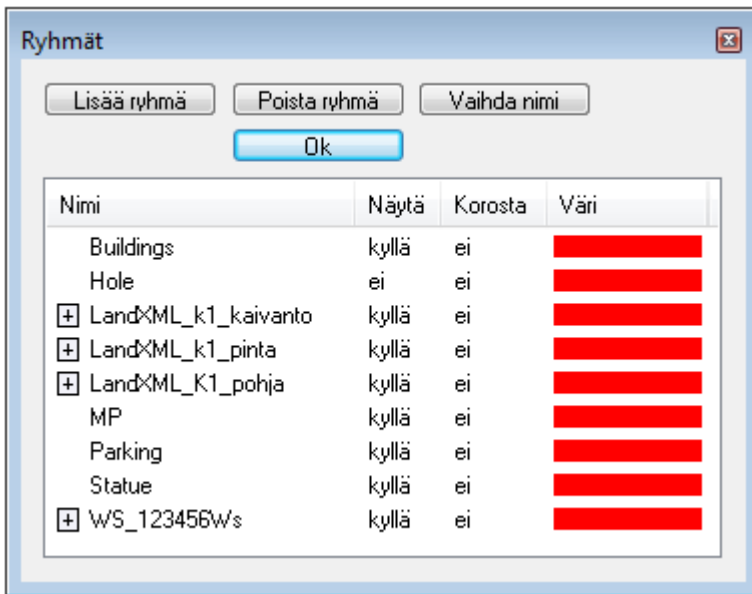 Ryhmät
Lisää ryhmä Poista ryhmä Vaihda nimi
Ok
Nimi Näytä Korosta Väri
Buildings kyllä ei
Hole ei ei
LandXML_k1_kaivanto kyllä ei
LandXML_k1_pinta kyllä ei
LandXML_K1_pohja kyllä ei
MP kyllä ei
Parking kyllä ei
Statue kyllä ei
WS_123456Ws kyllä ei